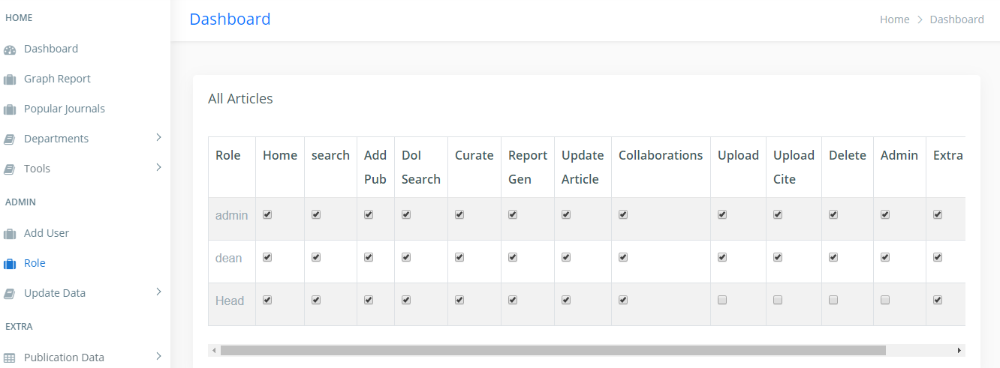 HOME
Dashboard
Graph Report
Popular Journals
Departments
Tools
ADMIN
Add User
Role
Update Data
EXTRA
Publication Data
Dashboard
Home > Dashboard
All Articles
Role Home search Add Pub DoI Search Curate Report Gen Update Article Collaborations Upload Upload Cite Delete Admin Extra
admin
dean
Head